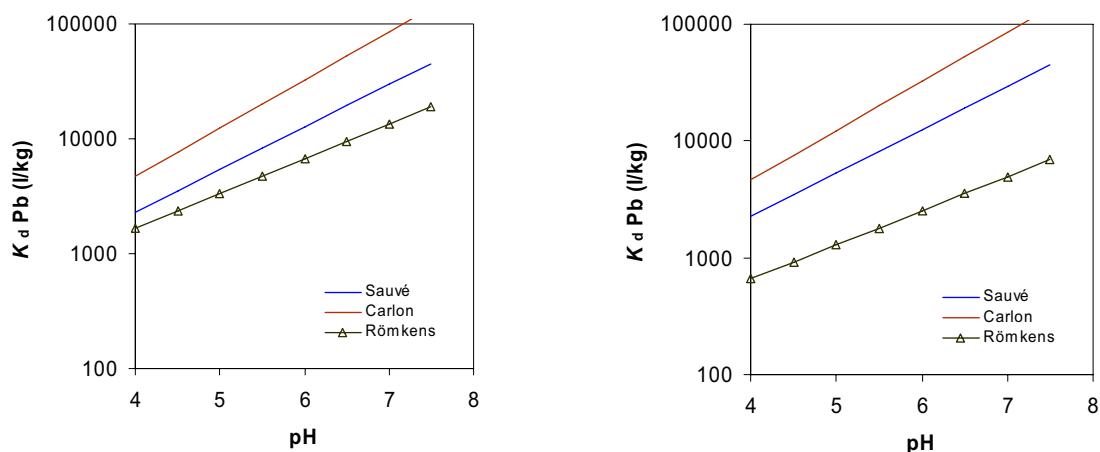 100000
10000
1000
100
K d Pb (l/kg)
Sauvé
Carlon
Römkens
4 5 6 7 8
pH
100000
10000
1000
100
K d Pb (l/kg)
Sauvé
Carlon
Römkens
4 5 6 7 8
pH